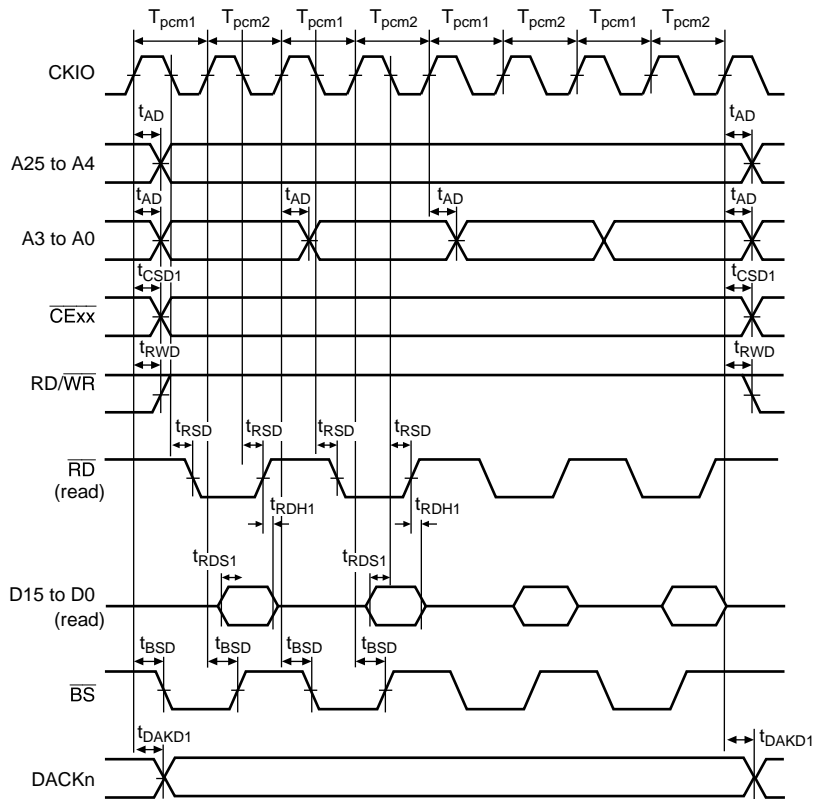 Tpcm1 Tpcm2 Tpcm1 Tpcm2 Tpcm1 Tpcm2 Tpcm1 Tpcm2
CKIO
tAD tAD
A25 to A4
tAD tAD tAD tAD
A3 to A0
tCSD1 tCSD1
CExx
tRWD tRWD
RD/WR
tRSD tRSD tRSD tRSD
RD
(read)
tRDH1 tRDH1
tRDS1 tRDS1
D15 to D0
(read)
tBSD tBSD tBSD tBSD
BS
tDAKD1 tDAKD1
DACKn